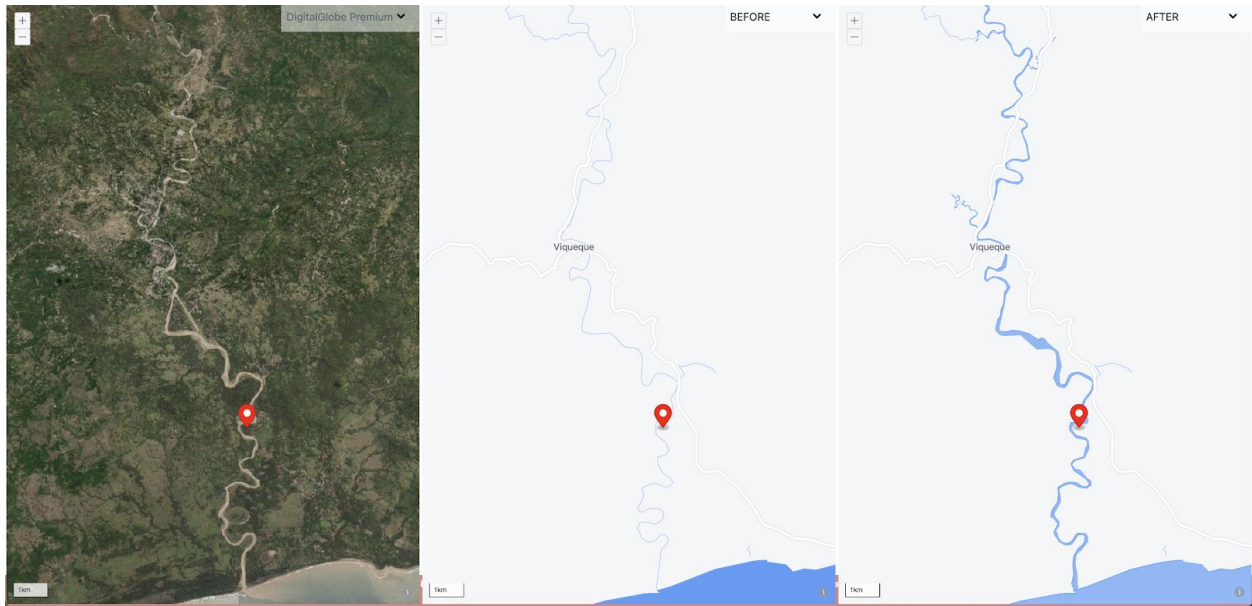 +
−
DigitalGlobe Premium
1km
i
+
−
BEFORE
Viqueque
1km
i
+
−
AFTER
Viqueque
1km
i